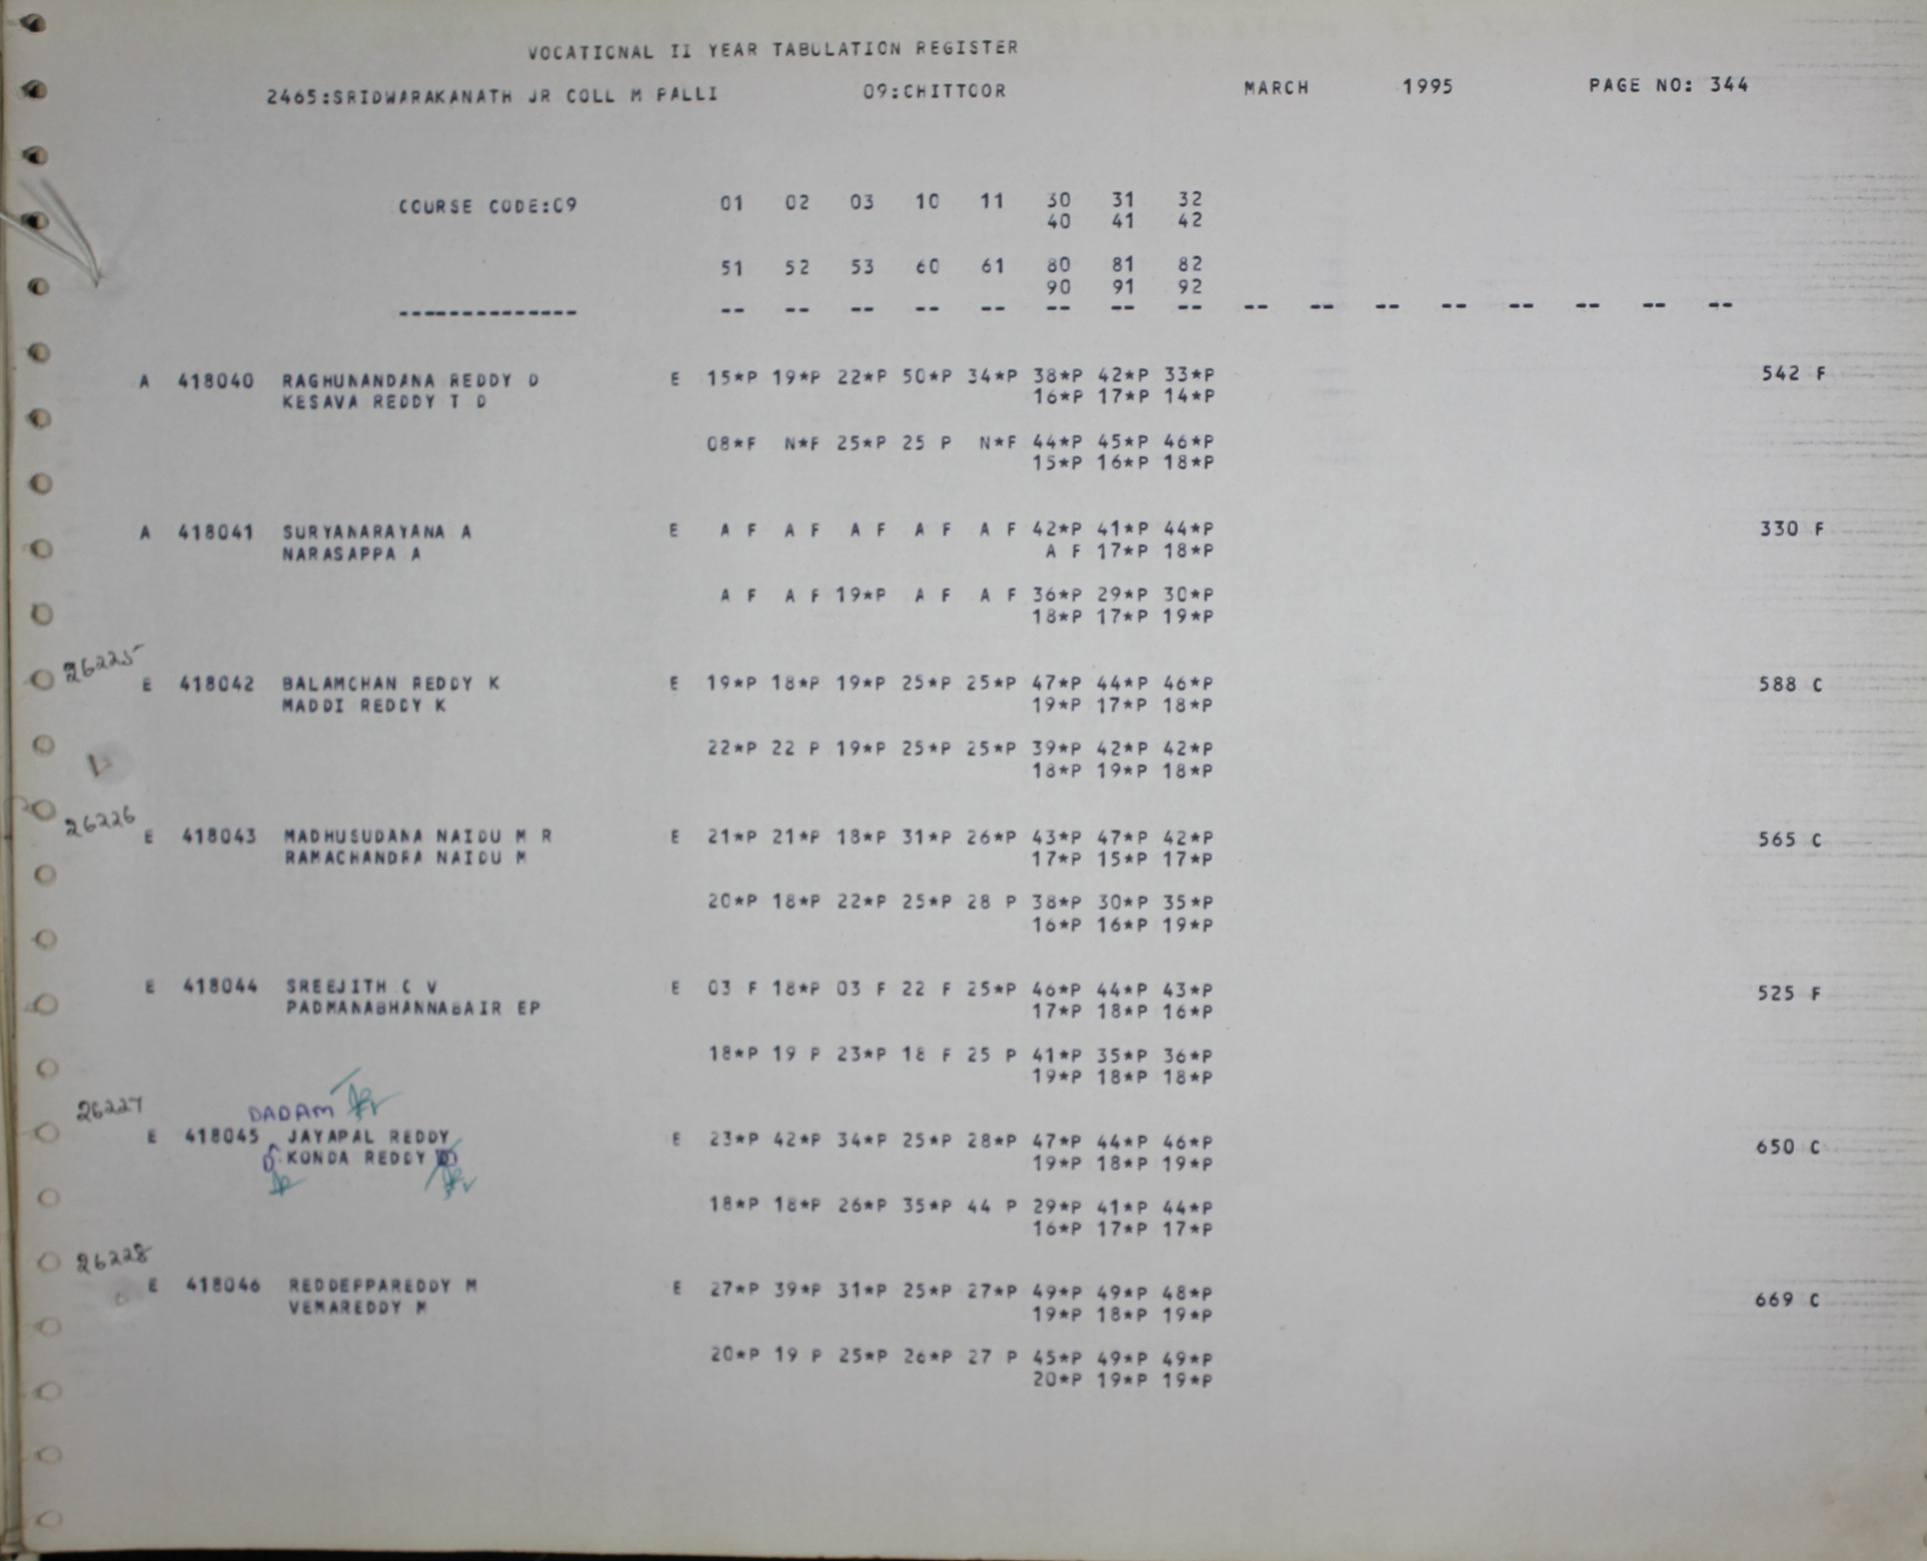 VOCATIONAL II YEAR TABULATION REGISTER
2465:SRIDWARAKANATH JR COLL M PALLI 09:CHITTOOR MARCH 1995 PAGE NO: 344
COURSE CODE:C9 01 02 03 10 11 30 31 32
40 41 42
51 52 53 60 61 80 81 82
90 91 92
-------------- -- -- -- -- -- -- -- -- -- -- -- -- -- -- -- --
A 418040 RAGHUNANDANA REDDY D E 15*P 19*P 22*P 50*P 34*P 38*P 42*P 33*P 542 F
KESAVA REDDY T D 16*P 17*P 14*P
08*F N*F 25*P 25 P N*F 44*P 45*P 46*P
15*P 16*P 18*P
A 418041 SURYANARAYANA A E A F A F A F A F A F 42*P 41*P 44*P 330 F
NARASAPPA A A F 17*P 18*P
A F A F 19*P A F A F 36*P 29*P 30*P
18*P 17*P 19*P
26225
E 418042 BALAMCHAN REDDY K E 19*P 18*P 19*P 25*P 25*P 47*P 44*P 46*P 588 C
MADDI REDDY K 19*P 17*P 18*P
22*P 22 P 19*P 25*P 25*P 39*P 42*P 42*P
18*P 19*P 18*P
26226
E 418043 MADHUSUDANA NAIDU M R E 21*P 21*P 18*P 31*P 26*P 43*P 47*P 42*P 565 C
RAMACHANDRA NAIDU M 17*P 15*P 17*P
20*P 18*P 22*P 25*P 28 P 38*P 30*P 35*P
16*P 16*P 19*P
E 418044 SREEJITH C V E 03 F 18*P 03 F 22 F 25*P 46*P 44*P 43*P 525 F
PADMANABHANNABAIR EP 17*P 18*P 16*P
18*P 19 P 23*P 18 F 25 P 41*P 35*P 36*P
19*P 18*P 18*P
26227 DADAM
E 418045 JAYAPAL REDDY E 23*P 42*P 34*P 25*P 28*P 47*P 44*P 46*P 650 C
D KONDA REDDY 19*P 18*P 19*P
18*P 18*P 26*P 35*P 44 P 29*P 41*P 44*P
16*P 17*P 17*P
26228
E 418046 REDDEPPAREDDY M E 27*P 39*P 31*P 25*P 27*P 49*P 49*P 48*P 669 C
VEMAREDDY M 19*P 18*P 19*P
20*P 19 P 25*P 26*P 27 P 45*P 49*P 49*P
20*P 19*P 19*P